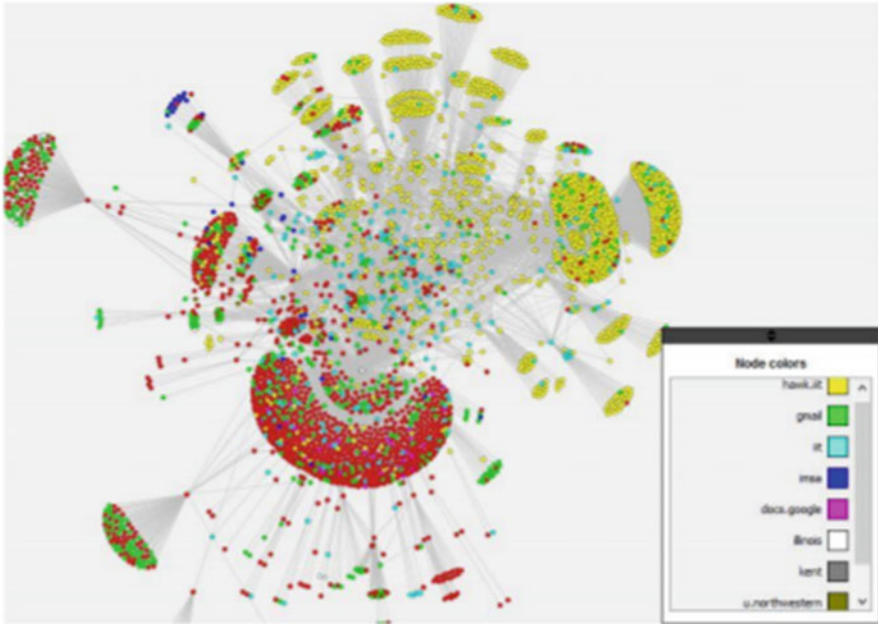 Node colors
hawk.iit
gmail
iit
imsa
docs.google
illinois
kent
u.northwestern